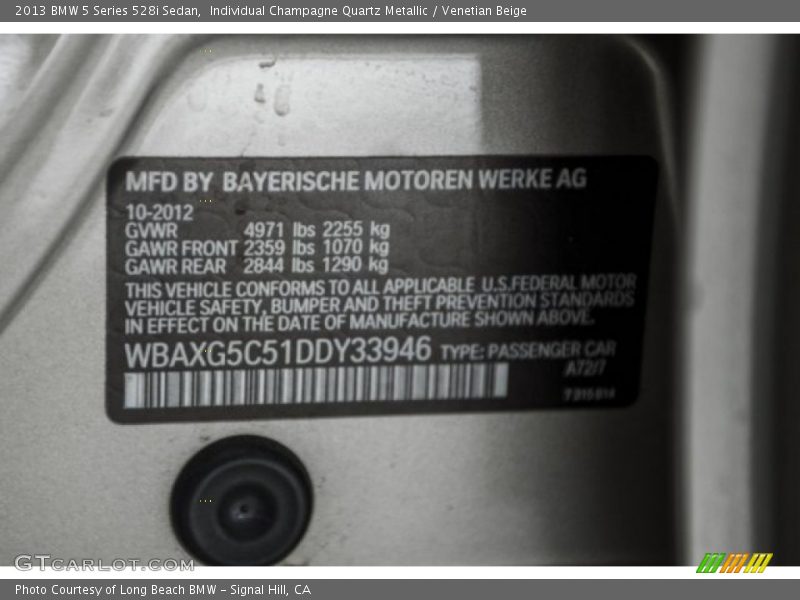 2013 BMW 5 Series 528i Sedan,  Individual Champagne Quartz Metallic / Venetian Beige
MFD BY BAYERISCHE MOTOREN WERKE AG
10-2012
GVWR 4971 lbs 2255 kg
GAWR FRONT 2359 lbs 1070 kg
GAWR REAR 2844 lbs 1290 kg
THIS VEHICLE CONFORMS TO ALL APPLICABLE U.S.FEDERAL MOTOR
VEHICLE SAFETY, BUMPER AND THEFT PREVENTION STANDARDS
IN EFFECT ON THE DATE OF MANUFACTURE SHOWN ABOVE.
WBAXG5C51DDY33946 TYPE: PASSENGER CAR
A72/7
GTCARLOT.COM
Photo Courtesy of Long Beach BMW - Signal Hill, CA